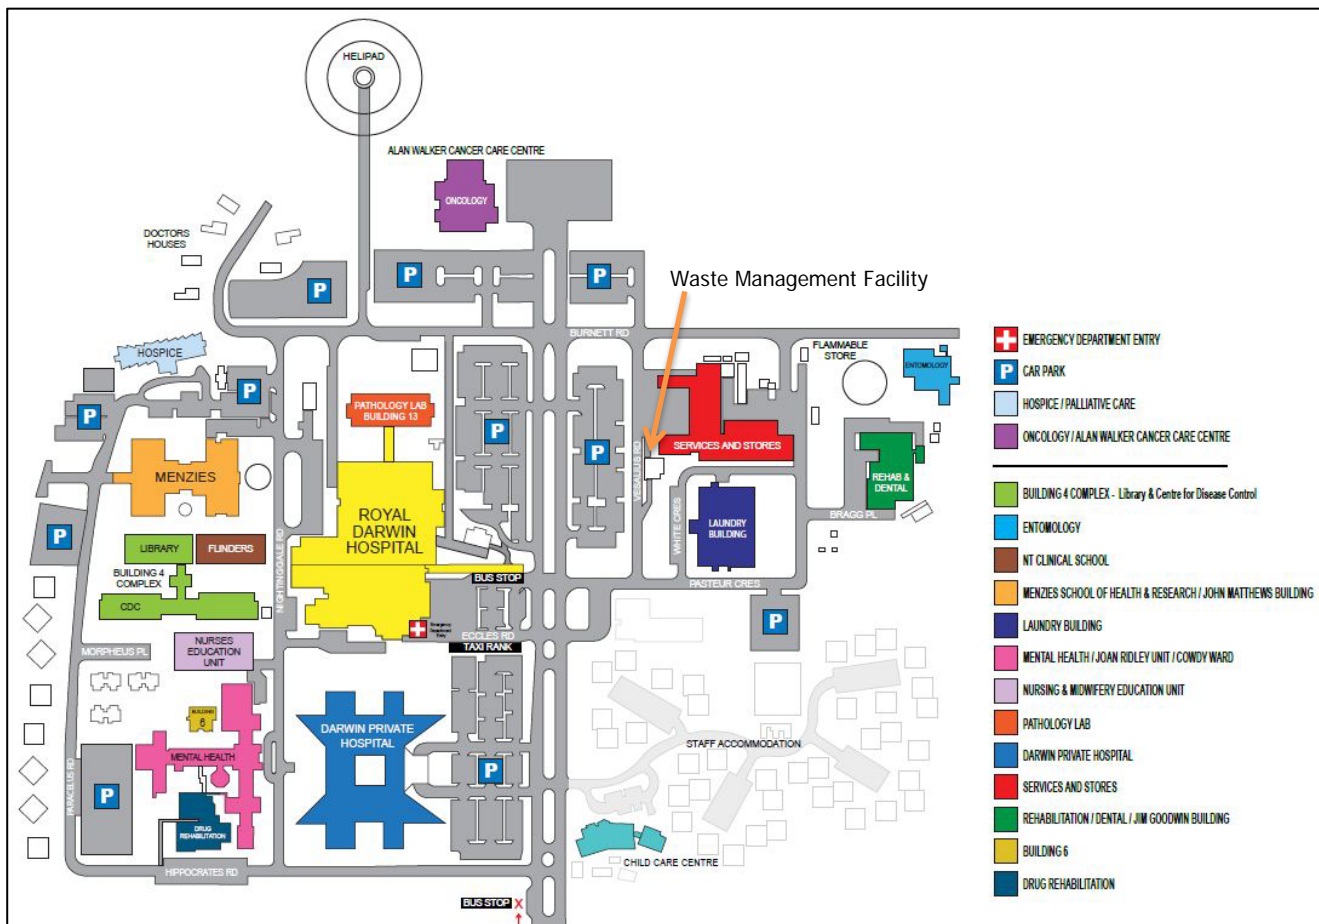 HELIPAD
ALAN WALKER CANCER CARE CENTRE
ONCOLOGY
DOCTORS
HOUSES
P
P
P
Waste Management Facility
BURNETT RD
HOSPICE
P
P
PATHOLOGY LAB
BUILDING 13
P
P
FLAMMABLE
STORE
ENTOMOLOGY
SERVICES AND STORES
VESALIUS RD
MENZIES
REHAB &
DENTAL
BRAGG PL
ROYAL
DARWIN
HOSPITAL
LAUNDRY
BUILDING
WHITE CRES
P
LIBRARY
FLINDERS
NIGHTINGGALE RD
BUILDING 4
COMPLEX
CDC
BUS STOP
PASTEUR CRES
P
Emergency
Department
Entry
ECCLES RD
TAXI RANK
NURSES
EDUCATION
UNIT
MORPHEUS PL
BUILDING
6
MENTAL HEALTH
DARWIN PRIVATE
HOSPITAL
STAFF ACCOMMODATION
P
P
PARACELUS RD
DRUG
REHABILITATION
CHILD CARE CENTRE
HIPPOCRATES RD
BUS STOP X
EMERGENCY DEPARTMENT ENTRY
P CAR PARK
HOSPICE / PALLIATIVE CARE
ONCOLOGY / ALAN WALKER CANCER CARE CENTRE
BUILDING 4 COMPLEX - Library & Centre for Disease Control
ENTOMOLOGY
NT CLINICAL SCHOOL
MENZIES SCHOOL OF HEALTH & RESEARCH / JOHN MATTHEWS BUILDING
LAUNDRY BUILDING
MENTAL HEALTH / JOAN RIDLEY UNIT / COWDY WARD
NURSING & MIDWIFERY EDUCATION UNIT
PATHOLOGY LAB
DARWIN PRIVATE HOSPITAL
SERVICES AND STORES
REHABILITATION / DENTAL / JIM GOODWIN BUILDING
BUILDING 6
DRUG REHABILITATION